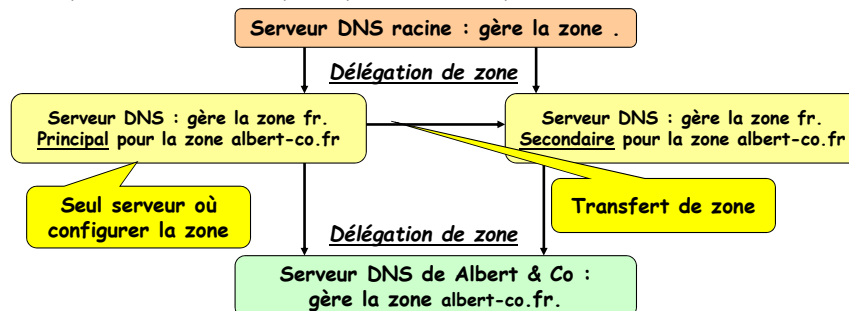 Serveur DNS racine : gère la zone .
Délégation de zone
Serveur DNS : gère la zone fr.
Principal pour la zone albert-co.fr
Serveur DNS : gère la zone fr.
Secondaire pour la zone albert-co.fr
Seul serveur où
configurer la zone
Transfert de zone
Délégation de zone
Serveur DNS de Albert & Co :
gère la zone albert-co.fr.